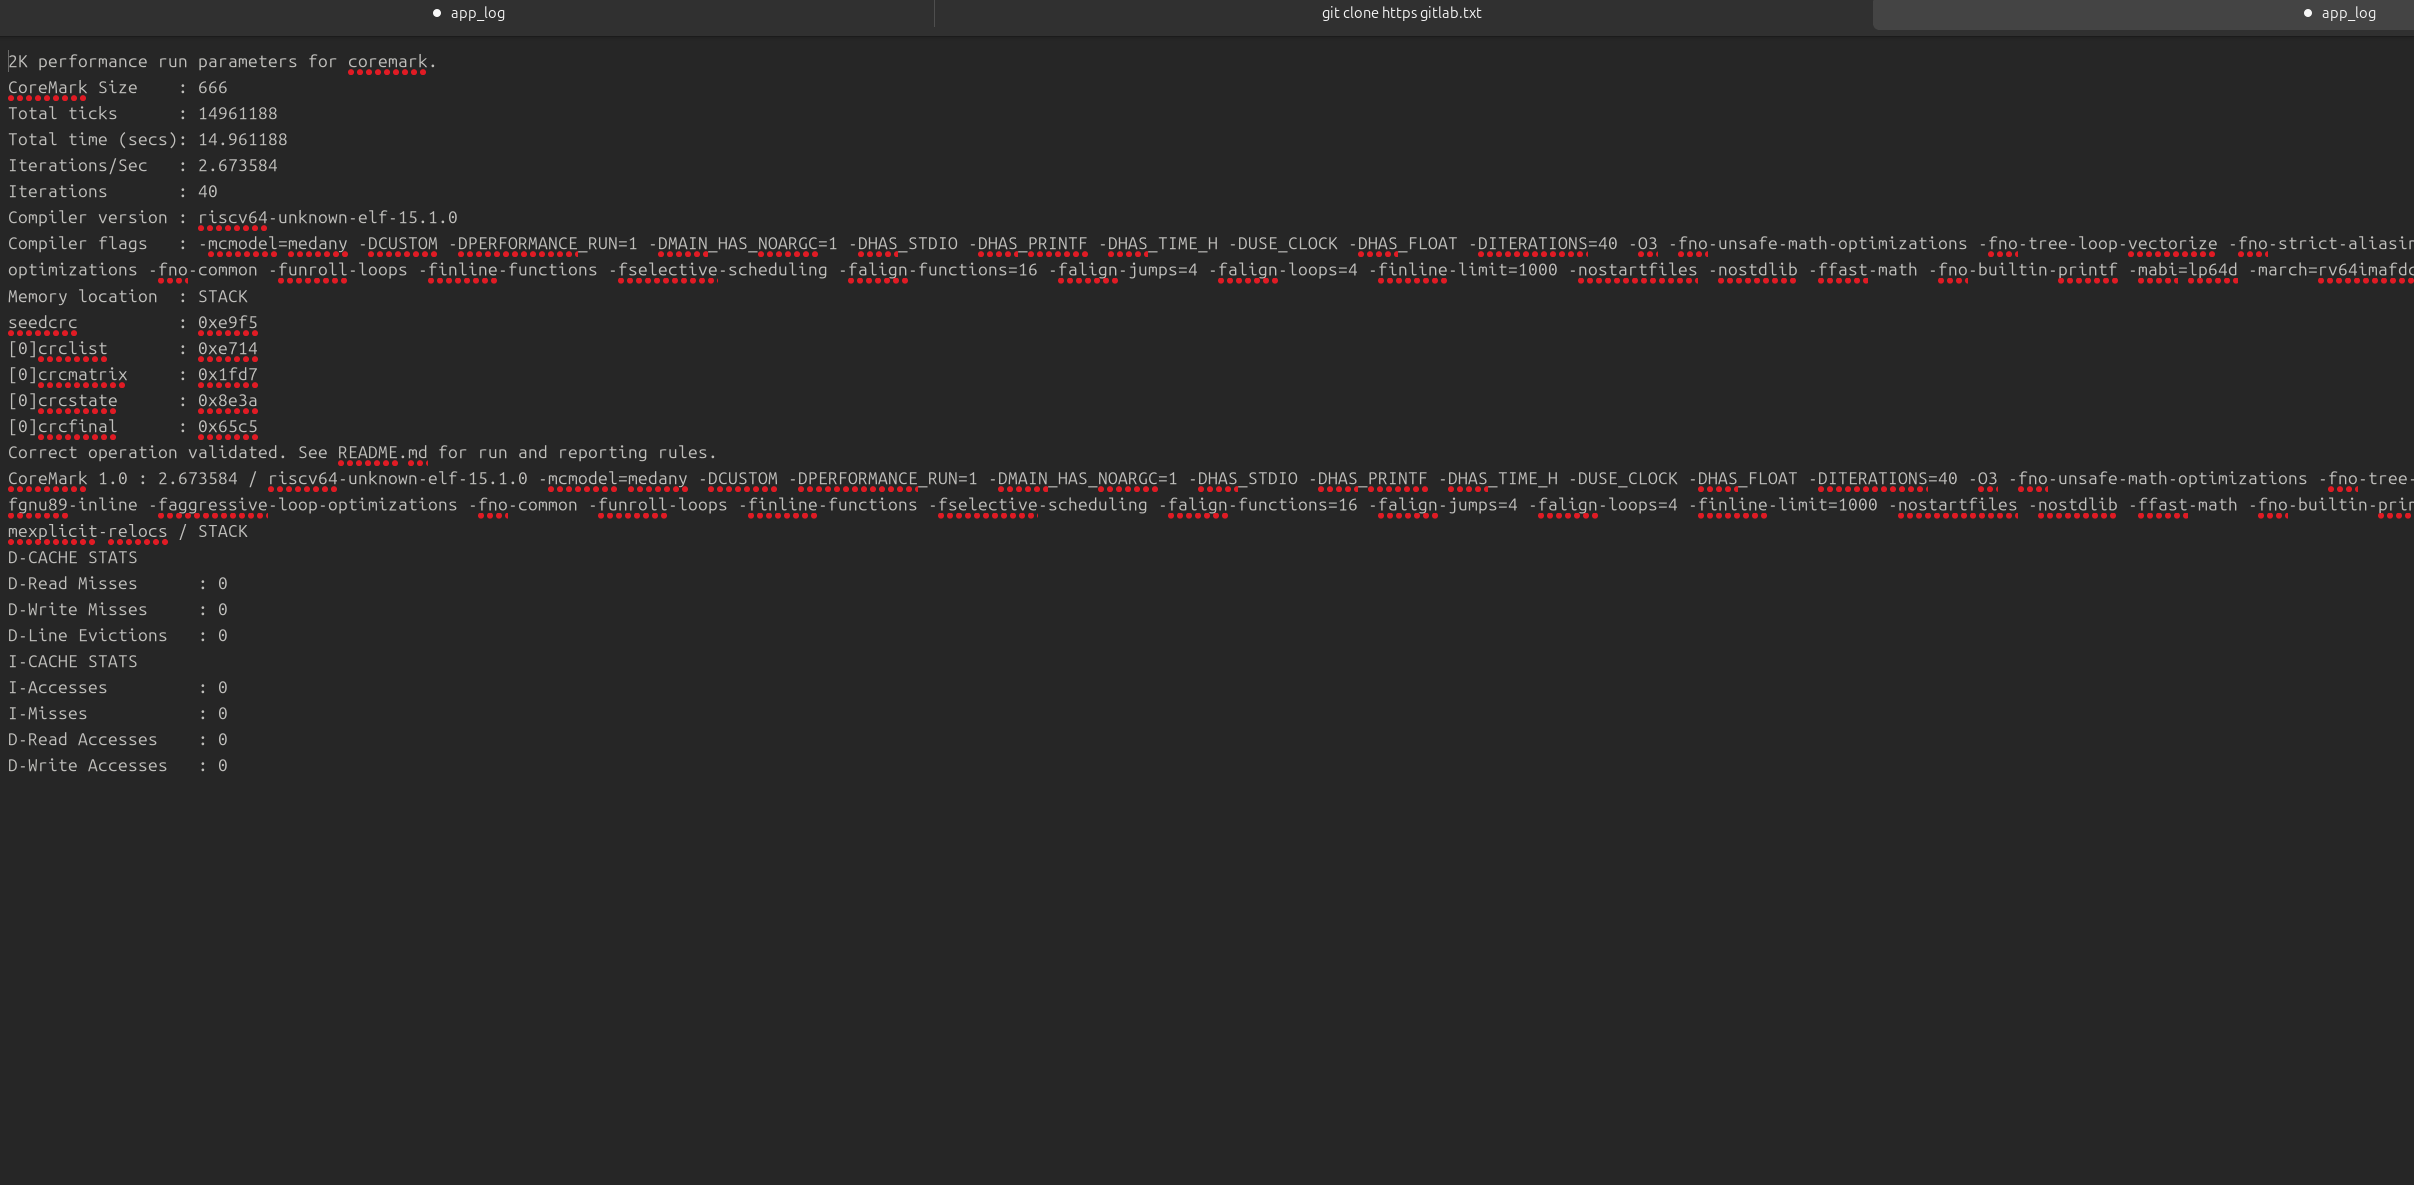 app_log
git clone https gitlab.txt
app_log
2K performance run parameters for coremark.
CoreMark Size    : 666
Total ticks      : 14961188
Total time (secs): 14.961188
Iterations/Sec   : 2.673584
Iterations       : 40
Compiler version : riscv64-unknown-elf-15.1.0
Compiler flags   : -mcmodel=medany -DCUSTOM -DPERFORMANCE_RUN=1 -DMAIN_HAS_NOARGC=1 -DHAS_STDIO -DHAS_PRINTF -DHAS_TIME_H -DUSE_CLOCK -DHAS_FLOAT -DITERATIONS=40 -O3 -fno-unsafe-math-optimizations -fno-tree-loop-vectorize -fno-strict-aliasin
optimizations -fno-common -funroll-loops -finline-functions -fselective-scheduling -falign-functions=16 -falign-jumps=4 -falign-loops=4 -finline-limit=1000 -nostartfiles -nostdlib -ffast-math -fno-builtin-printf -mabi=lp64d -march=rv64imafdc
Memory location  : STACK
seedcrc          : 0xe9f5
[0]crclist       : 0xe714
[0]crcmatrix     : 0x1fd7
[0]crcstate      : 0x8e3a
[0]crcfinal      : 0x65c5
Correct operation validated. See README.md for run and reporting rules.
CoreMark 1.0 : 2.673584 / riscv64-unknown-elf-15.1.0 -mcmodel=medany -DCUSTOM -DPERFORMANCE_RUN=1 -DMAIN_HAS_NOARGC=1 -DHAS_STDIO -DHAS_PRINTF -DHAS_TIME_H -DUSE_CLOCK -DHAS_FLOAT -DITERATIONS=40 -O3 -fno-unsafe-math-optimizations -fno-tree-
fgnu89-inline -faggressive-loop-optimizations -fno-common -funroll-loops -finline-functions -fselective-scheduling -falign-functions=16 -falign-jumps=4 -falign-loops=4 -finline-limit=1000 -nostartfiles -nostdlib -ffast-math -fno-builtin-prin
mexplicit-relocs / STACK
D-CACHE STATS
D-Read Misses      : 0
D-Write Misses     : 0
D-Line Evictions   : 0
I-CACHE STATS
I-Accesses         : 0
I-Misses           : 0
D-Read Accesses    : 0
D-Write Accesses   : 0